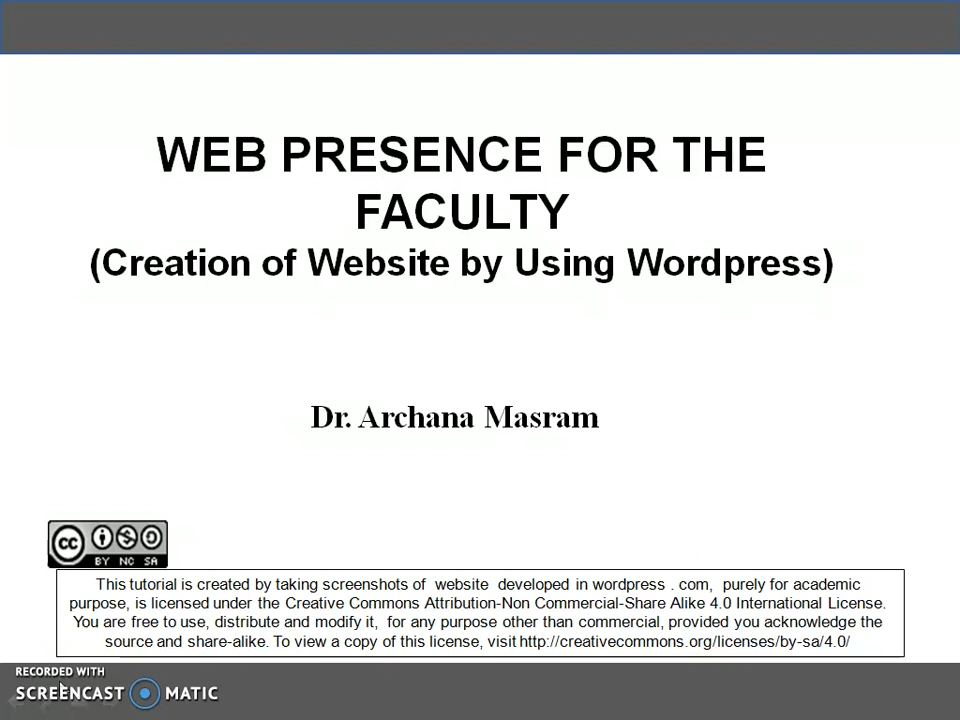 WEB PRESENCE FOR THE
FACULTY
(Creation of Website by Using Wordpress)
Dr. Archana Masram
cc
BY NC SA
This tutorial is created by taking screenshots of website developed in wordpress . com, purely for academic
purpose, is licensed under the Creative Commons Attribution-Non Commercial-Share Alike 4.0 International License.
You are free to use, distribute and modify it, for any purpose other than commercial, provided you acknowledge the
source and share-alike. To view a copy of this license, visit http://creativecommons.org/licenses/by-sa/4.0/
RECORDED WITH
SCREENCAST MATIC